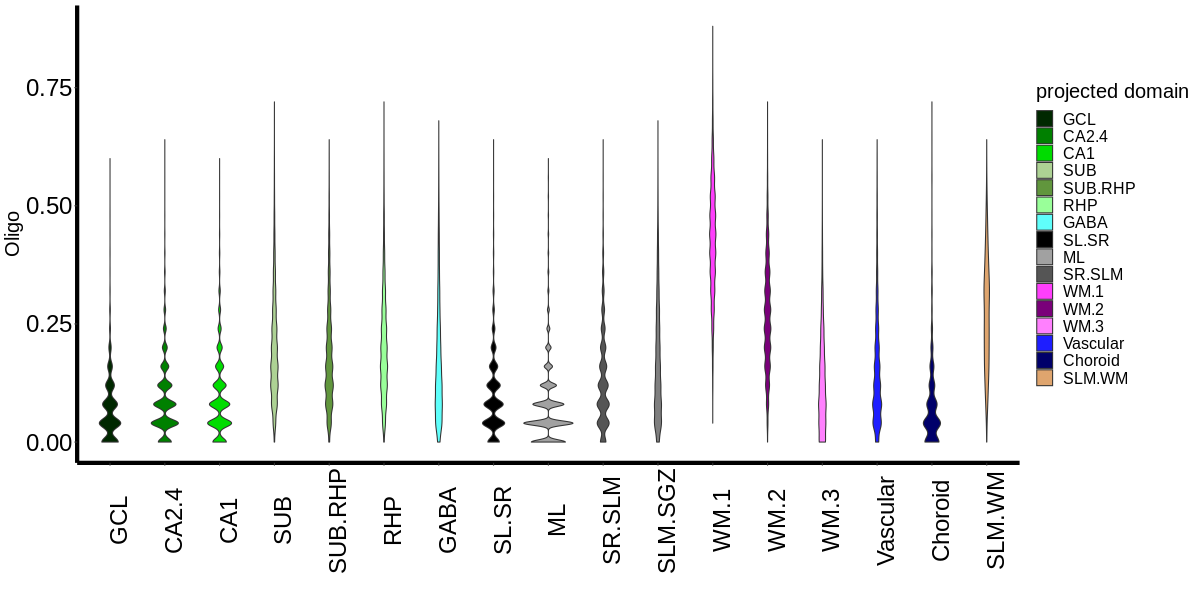 Oligo
0.75
0.50
0.25
0.00
GCL
CA2.4
CA1
SUB
SUB.RHP
RHP
GABA
SL.SR
ML
SR.SLM
SLM.SGZ
WM.1
WM.2
WM.3
Vascular
Choroid
SLM.WM
projected domain
GCL
CA2.4
CA1
SUB
SUB.RHP
RHP
GABA
SL.SR
ML
SR.SLM
WM.1
WM.2
WM.3
Vascular
Choroid
SLM.WM